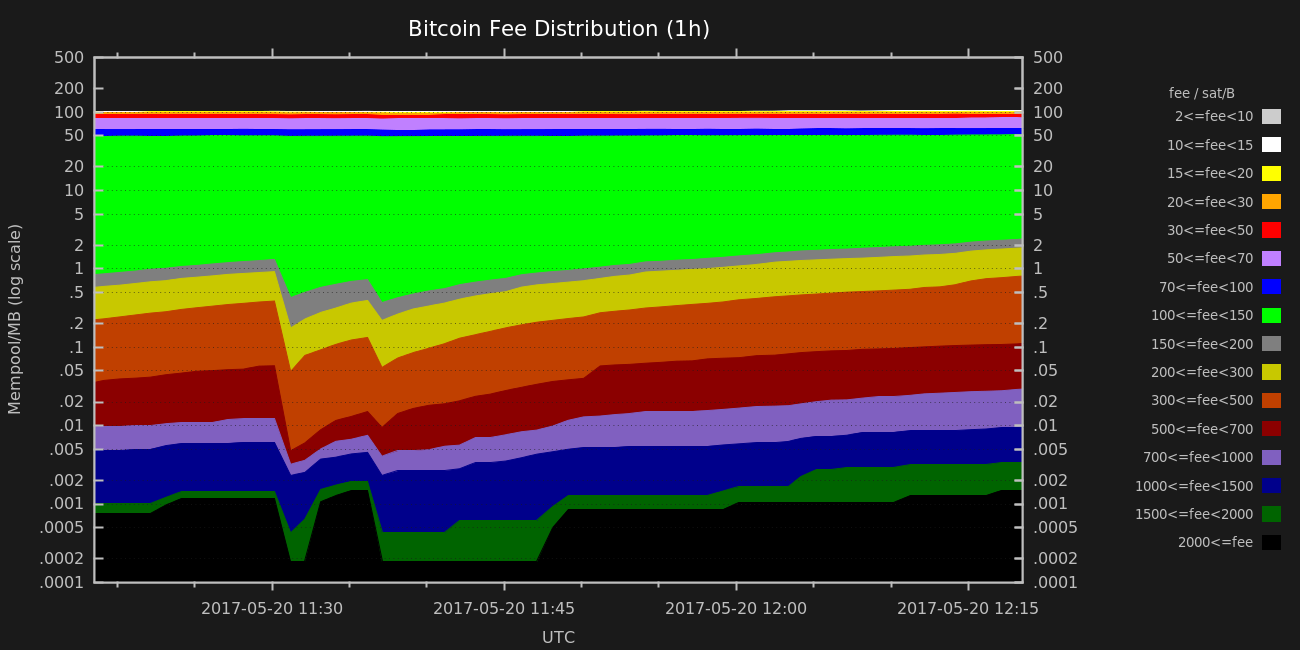 Bitcoin Fee Distribution (1h)
500 500
200 200
100 100
50 50
20 20
10 10
5 5
2 2
1 1
.5 .5
.2 .2
.1 .1
.05 .05
.02 .02
.01 .01
.005 .005
.002 .002
.001 .001
.0005 .0005
.0002 .0002
.0001 .0001
Mempool/MB (log scale)
2017-05-20 11:30 2017-05-20 11:45 2017-05-20 12:00 2017-05-20 12:15
UTC
fee / sat/B
2<=fee<10
10<=fee<15
15<=fee<20
20<=fee<30
30<=fee<50
50<=fee<70
70<=fee<100
100<=fee<150
150<=fee<200
200<=fee<300
300<=fee<500
500<=fee<700
700<=fee<1000
1000<=fee<1500
1500<=fee<2000
2000<=fee